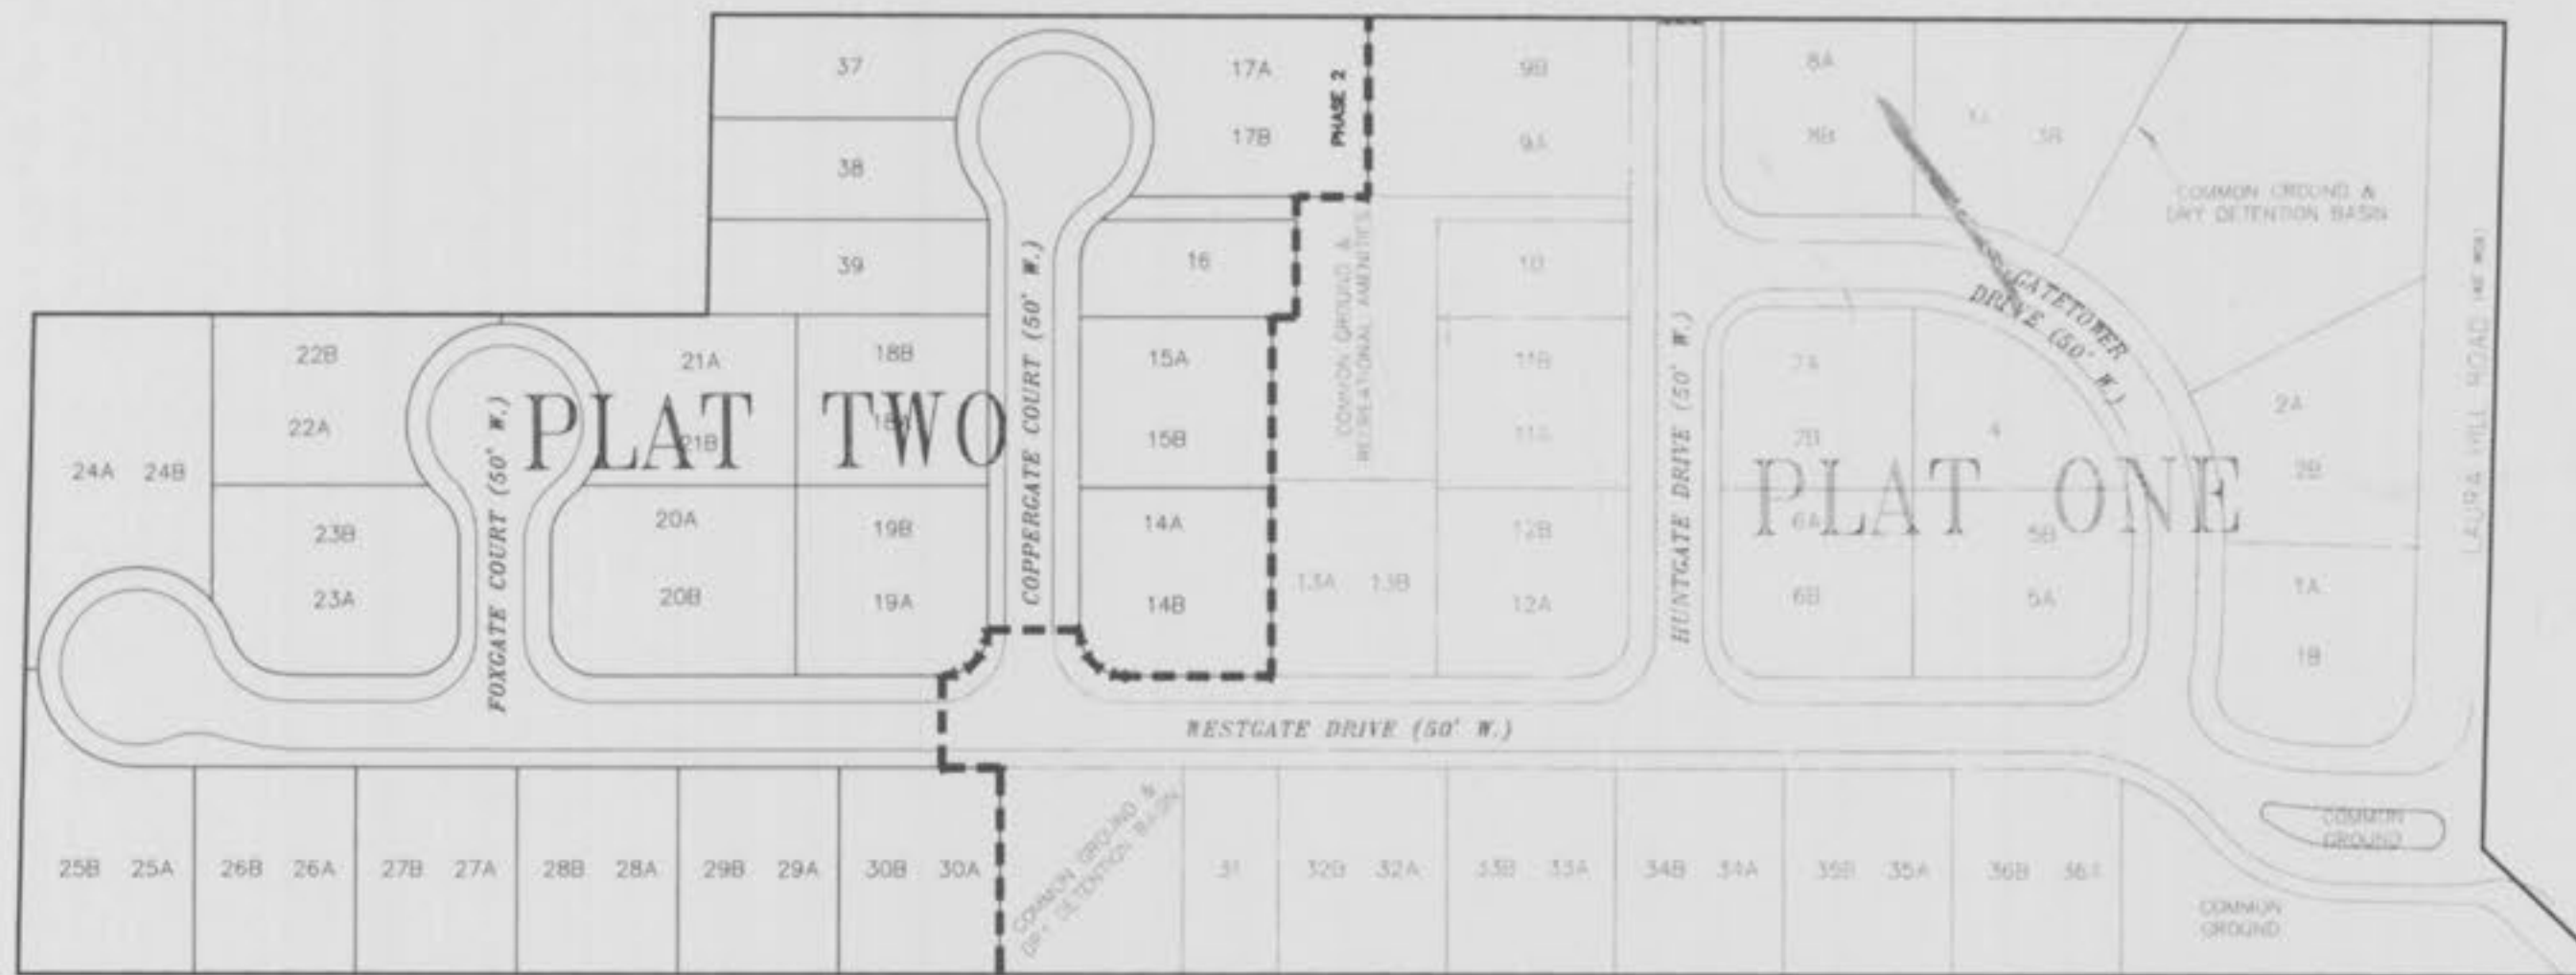 37
38
39
17A
17B
PHASE 2
16
15A
15B
14A
14B
COPPERGATE COURT (50' W.)
18B
18A
19B
19A
21A
21B
20A
20B
PLAT TWO
FOXGATE COURT (50' W.)
22B
22A
23B
23A
24A 24B
25B 25A
26B 26A
27B 27A
28B 28A
29B 29A
30B 30A
WESTGATE DRIVE (50' W.)
COMMON GROUND &
DRY DETENTION BASIN
31
32B 32A
33B 33A
34B 34A
35B 35A
36B 36A
COMMON
GROUND
COMMON
GROUND
COMMON GROUND &
RECREATIONAL AMENITIES
9B
9A
10
11B
11A
12B
12A
13A 13B
HUNTGATE DRIVE (50' W.)
8A
8B
3B
COMMON GROUND &
DRY DETENTION BASIN
GATETOWER
DRIVE (50' W.)
7A
7B
4
PLAT ONE
6A
6B
5B
5A
2A
2B
1A
1B
LAURA HILL ROAD